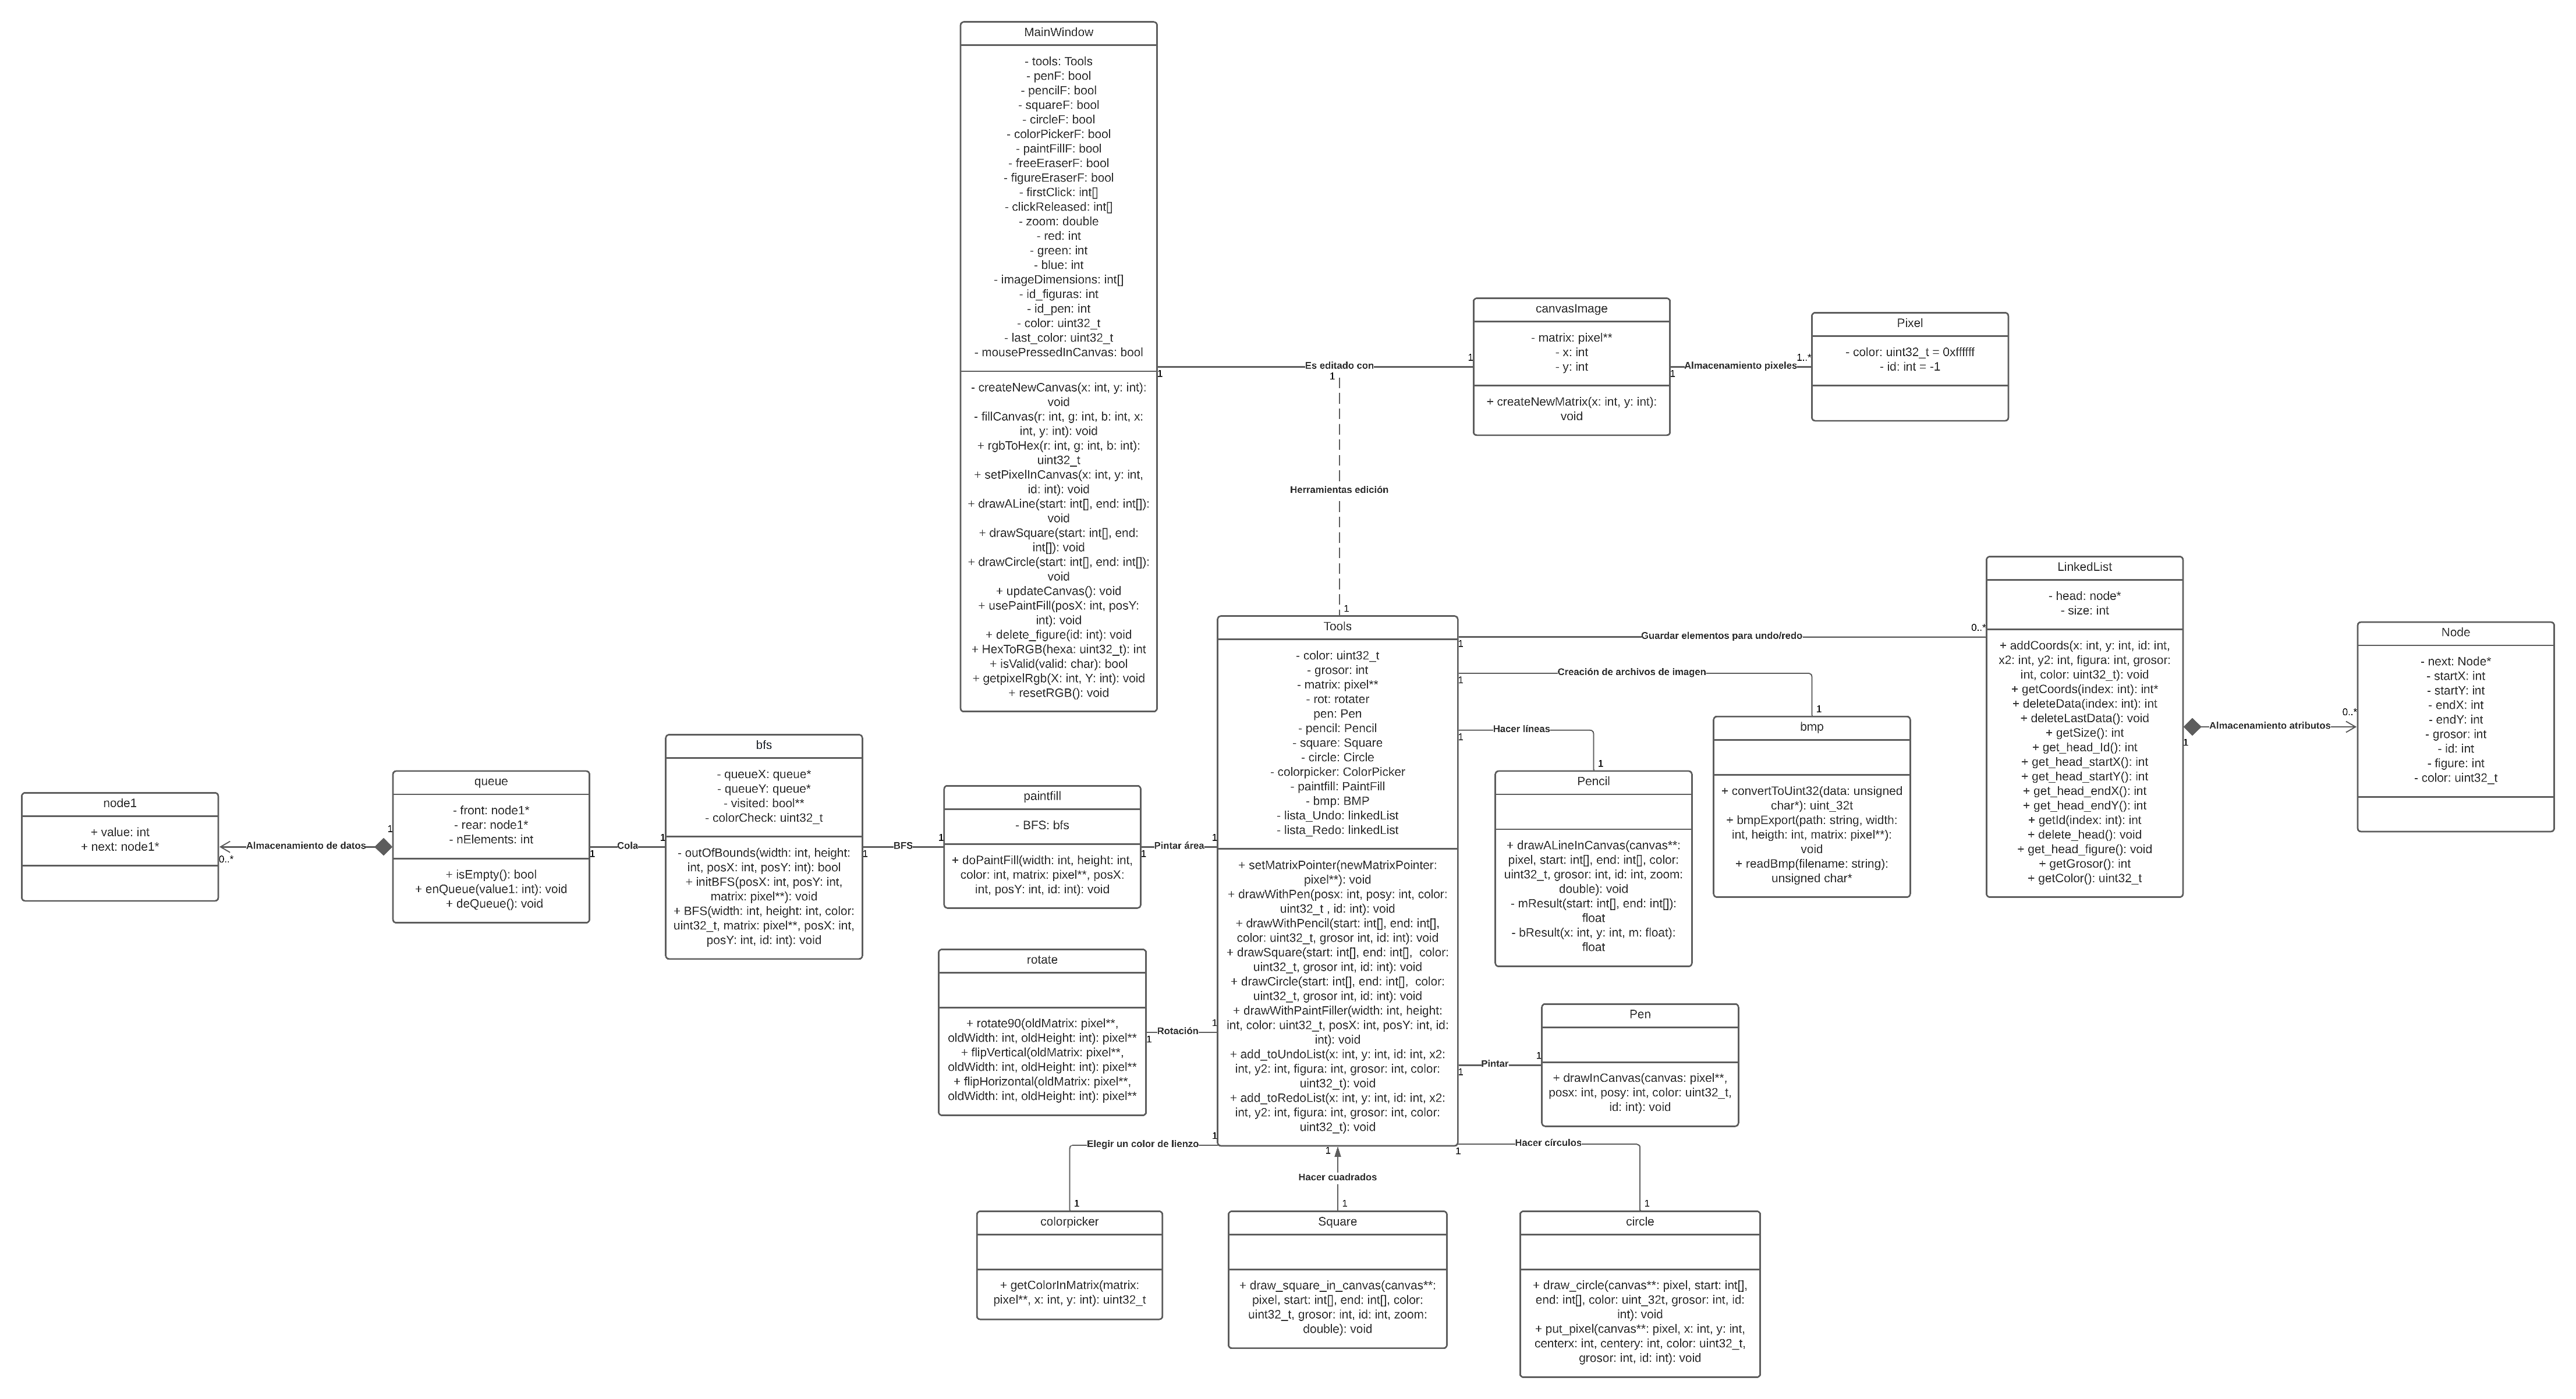 MainWindow
- tools: Tools
- penF: bool
- pencilF: bool
- squareF: bool
- circleF: bool
- colorPickerF: bool
- paintFillF: bool
- freeEraserF: bool
- figureEraserF: bool
- firstClick: int[]
- clickReleased: int[]
- zoom: double
- red: int
- green: int
- blue: int
- imageDimensions: int[]
- id_figuras: int
- id_pen: int
- color: uint32_t
- last_color: uint32_t
- mousePressedInCanvas: bool
- createNewCanvas(x: int, y: int):
void
- fillCanvas(r: int, g: int, b: int, x:
int, y: int): void
+ rgbToHex(r: int, g: int, b: int):
uint32_t
+ setPixelInCanvas(x: int, y: int,
id: int): void
+ drawALine(start: int[], end: int[]):
void
+ drawSquare(start: int[], end:
int[]): void
+ drawCircle(start: int[], end: int[]):
void
+ updateCanvas(): void
+ usePaintFill(posX: int, posY:
int): void
+ delete_figure(id: int): void
+ HexToRGB(hexa: uint32_t): int
+ isValid(valid: char): bool
+ getpixelRgb(X: int, Y: int): void
+ resetRGB(): void
1
Es editado con
1
1
canvasImage
- matrix: pixel**
- x: int
- y: int
+ createNewMatrix(x: int, y: int):
void
1
Almacenamiento pixeles
1..*
Pixel
- color: uint32_t = 0xffffff
- id: int = -1
Herramientas edición
1
Tools
- color: uint32_t
- grosor: int
- matrix: pixel**
- rot: rotater
pen: Pen
- pencil: Pencil
- square: Square
- circle: Circle
- colorpicker: ColorPicker
- paintfill: PaintFill
- bmp: BMP
- lista_Undo: linkedList
- lista_Redo: linkedList
+ setMatrixPointer(newMatrixPointer:
pixel**): void
+ drawWithPen(posx: int, posy: int, color:
uint32_t , id: int): void
+ drawWithPencil(start: int[], end: int[],
color: uint32_t, grosor int, id: int): void
+ drawSquare(start: int[], end: int[],  color:
uint32_t, grosor int, id: int): void
+ drawCircle(start: int[], end: int[],  color:
uint32_t, grosor int, id: int): void
+ drawWithPaintFiller(width: int, height:
int, color: uint32_t, posX: int, posY: int, id:
int): void
+ add_toUndoList(x: int, y: int, id: int, x2:
int, y2: int, figura: int, grosor: int, color:
uint32_t): void
+ add_toRedoList(x: int, y: int, id: int, x2:
int, y2: int, figura: int, grosor: int, color:
uint32_t): void
1
Guardar elementos para undo/redo
0..*
LinkedList
- head: node*
- size: int
+ addCoords(x: int, y: int, id: int,
x2: int, y2: int, figura: int, grosor:
int, color: uint32_t): void
+ getCoords(index: int): int*
+ deleteData(index: int): int
+ deleteLastData(): void
+ getSize(): int
+ get_head_Id(): int
+ get_head_startX(): int
+ get_head_startY(): int
+ get_head_endX(): int
+ get_head_endY(): int
+ getId(index: int): int
+ delete_head(): void
+ get_head_figure(): void
+ getGrosor(): int
+ getColor(): uint32_t
1
Almacenamiento atributos
0..*
Node
- next: Node*
- startX: int
- startY: int
- endX: int
- endY: int
- grosor: int
- id: int
- figure: int
- color: uint32_t
1
Creación de archivos de imagen
1
bmp
+ convertToUint32(data: unsigned
char*): uint_32t
+ bmpExport(path: string, width:
int, heigth: int, matrix: pixel**):
void
+ readBmp(filename: string):
unsigned char*
1
Hacer líneas
1
Pencil
+ drawALineInCanvas(canvas**:
pixel, start: int[], end: int[], color:
uint32_t, grosor: int, id: int, zoom:
double): void
- mResult(start: int[], end: int[]):
float
- bResult(x: int, y: int, m: float):
float
node1
+ value: int
+ next: node1*
0..*
Almacenamiento de datos
1
queue
- front: node1*
- rear: node1*
- nElements: int
+ isEmpty(): bool
+ enQueue(value1: int): void
+ deQueue(): void
1
Cola
1
bfs
- queueX: queue*
- queueY: queue*
- visited: bool**
- colorCheck: uint32_t
- outOfBounds(width: int, height:
int, posX: int, posY: int): bool
+ initBFS(posX: int, posY: int,
matrix: pixel**): void
+ BFS(width: int, height: int, color:
uint32_t, matrix: pixel**, posX: int,
posY: int, id: int): void
1
BFS
1
paintfill
- BFS: bfs
+ doPaintFill(width: int, height: int,
color: int, matrix: pixel**, posX:
int, posY: int, id: int): void
1
Pintar área
1
rotate
+ rotate90(oldMatrix: pixel**,
oldWidth: int, oldHeight: int): pixel**
+ flipVertical(oldMatrix: pixel**,
oldWidth: int, oldHeight: int): pixel**
+ flipHorizontal(oldMatrix: pixel**,
oldWidth: int, oldHeight: int): pixel**
1
Rotación
1
1
Pintar
1
Pen
+ drawInCanvas(canvas: pixel**,
posx: int, posy: int, color: uint32_t,
id: int): void
1
Elegir un color de lienzo
1
colorpicker
+ getColorInMatrix(matrix:
pixel**, x: int, y: int): uint32_t
1
Hacer cuadrados
1
Square
+ draw_square_in_canvas(canvas**:
pixel, start: int[], end: int[], color:
uint32_t, grosor: int, id: int, zoom:
double): void
1
Hacer círculos
1
circle
+ draw_circle(canvas**: pixel, start: int[],
end: int[], color: uint_32t, grosor: int, id:
int): void
+ put_pixel(canvas**: pixel, x: int, y: int,
centerx: int, centery: int, color: uint32_t,
grosor: int, id: int): void